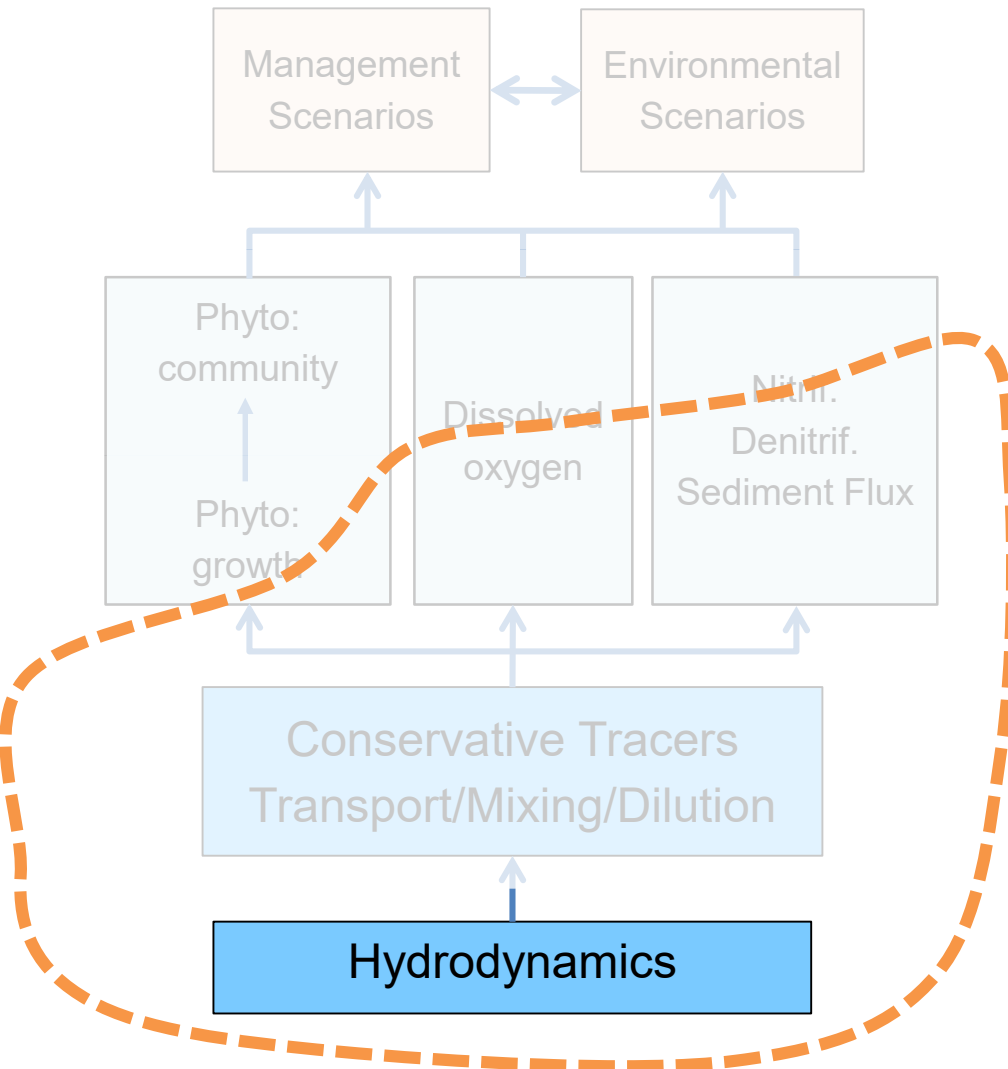 Management
Scenarios
Environmental
Scenarios
Phyto:
community
Phyto:
growth
Dissolved
oxygen
Nitrif.
Denitrif.
Sediment Flux
Conservative Tracers
Transport/Mixing/Dilution
Hydrodynamics